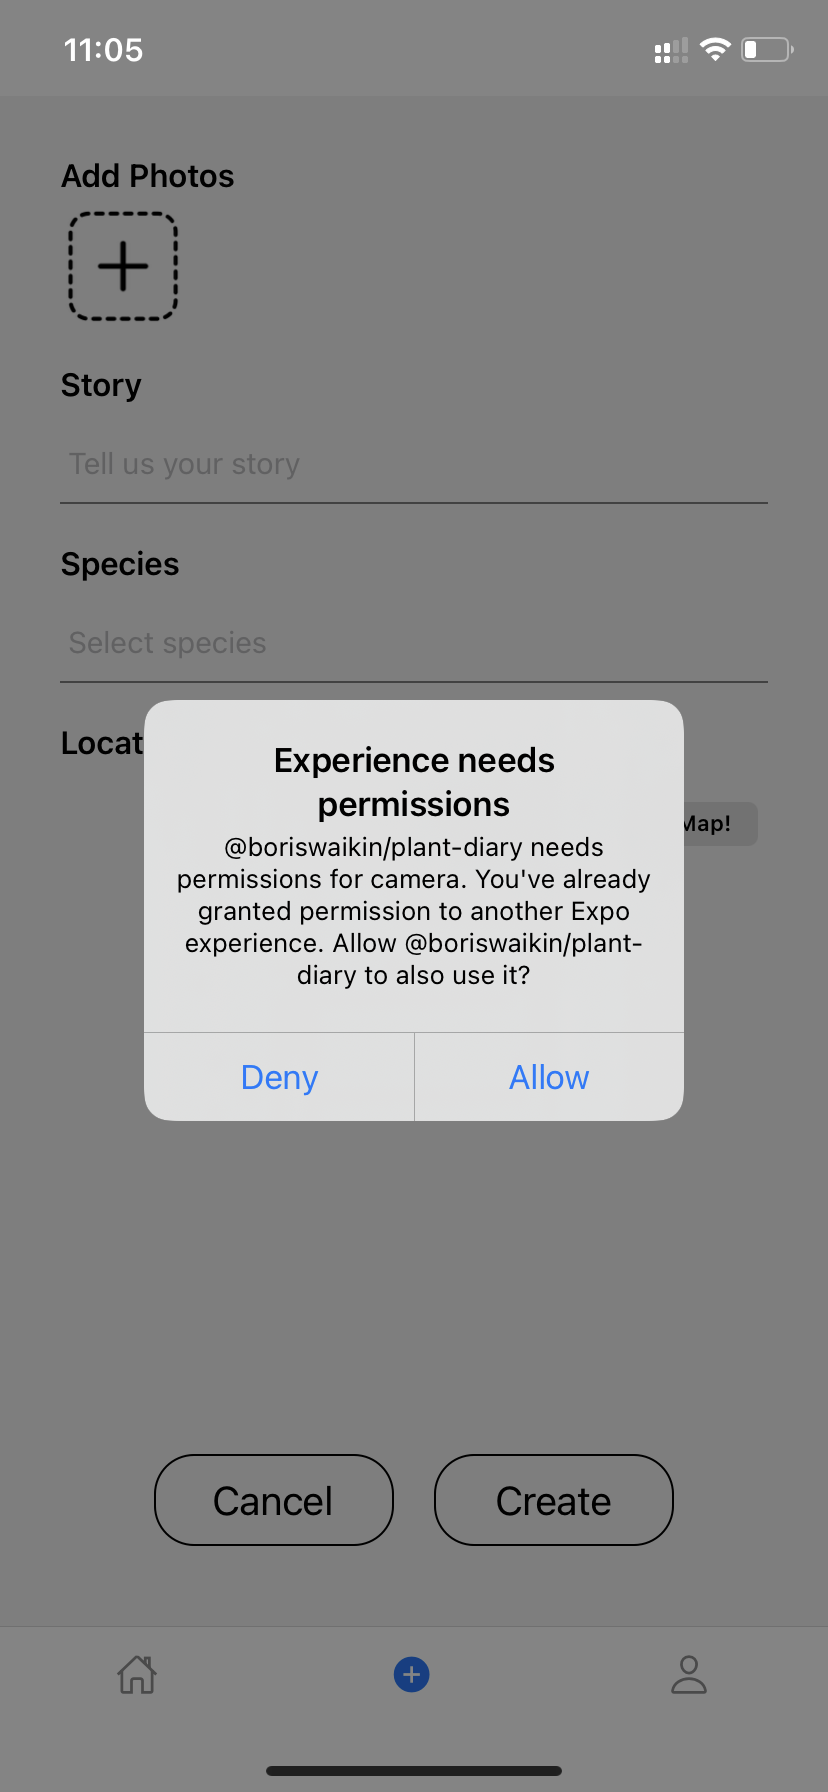 11:05
Add Photos
Story
Tell us your story
Species
Select species
Locat
Map!
Experience needs
permissions
@boriswaikin/plant-diary needs
permissions for camera. You've already
granted permission to another Expo
experience. Allow @boriswaikin/plant-
diary to also use it?
Deny
Allow
Cancel
Create